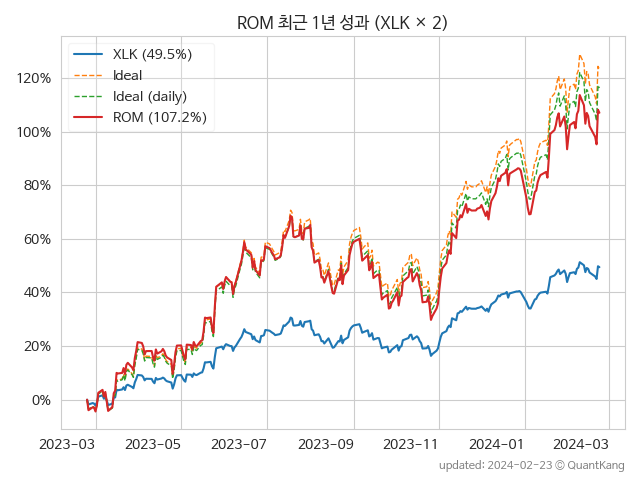 ROM 최근 1년 성과 (XLK × 2)
XLK (49.5%)
Ideal
Ideal (daily)
ROM (107.2%)
120%
100%
80%
60%
40%
20%
0%
2023-03 2023-05 2023-07 2023-09 2023-11 2024-01 2024-03
updated: 2024-02-23 © QuantKang